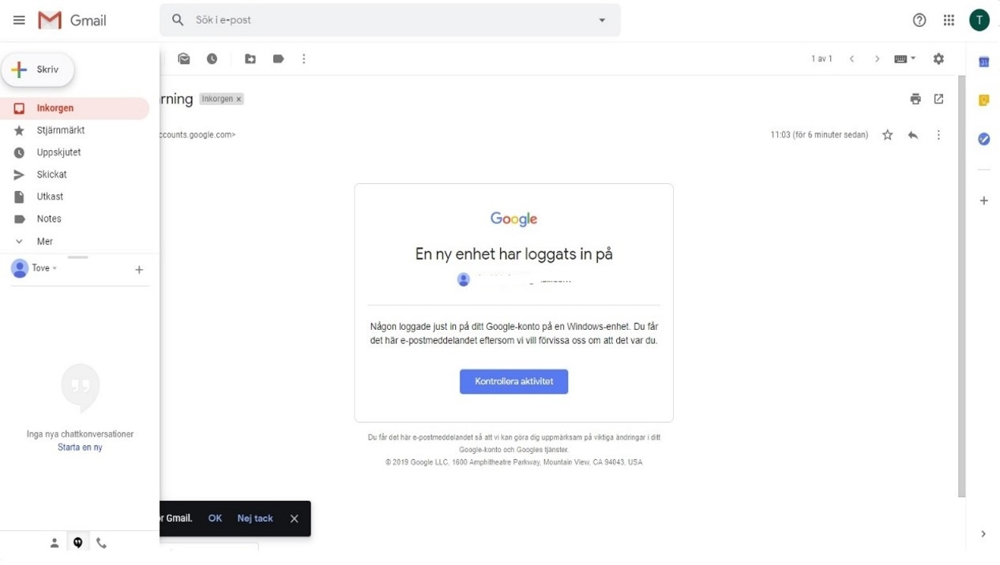 Gmail
Sök i e-post
T
Skriv
1 av 1
31
Inkorgen
rning
Inkorgen x
Stjärnmärkt
ccounts.google.com>
11:03 (för 6 minuter sedan)
Uppskjutet
Skickat
Utkast
Notes
Mer
Tove
Google
En ny enhet har loggats in på
Någon loggade just in på ditt Google-konto på en Windows-enhet. Du får
det här e-postmeddelandet eftersom vi vill förvissa oss om att det var du.
Kontrollera aktivitet
Inga nya chattkonversationer
Starta en ny
Du får det här e-postmeddelandet så att vi kan göra dig uppmärksam på viktiga ändringar i ditt
Google-konto och Googles tjänster.
© 2019 Google LLC, 1600 Amphitheatre Parkway, Mountain View, CA 94043, USA
or Gmail.
OK
Nej tack